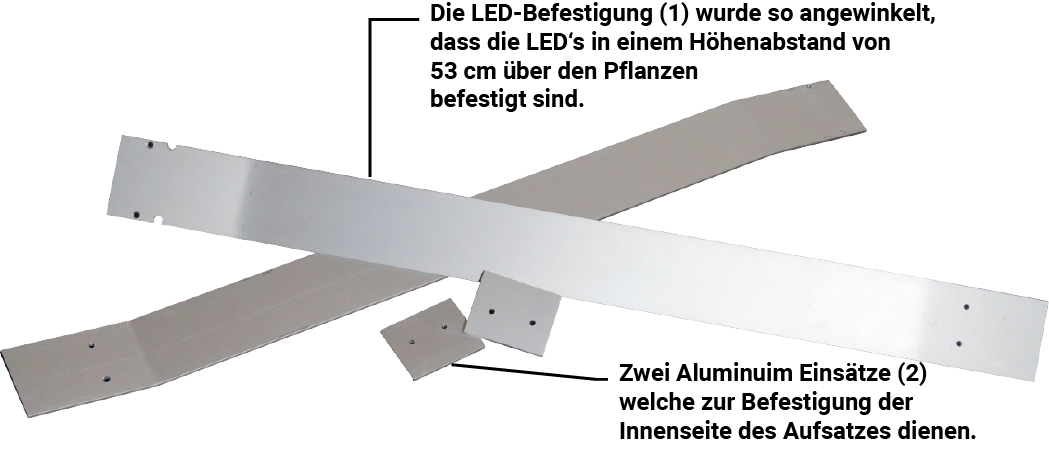 Die LED-Befestigung (1) wurde so angewinkelt,
dass die LED‘s in einem Höhenabstand von
53 cm über den Pflanzen
befestigt sind.
Zwei Aluminuim Einsätze (2)
welche zur Befestigung der
Innenseite des Aufsatzes dienen.